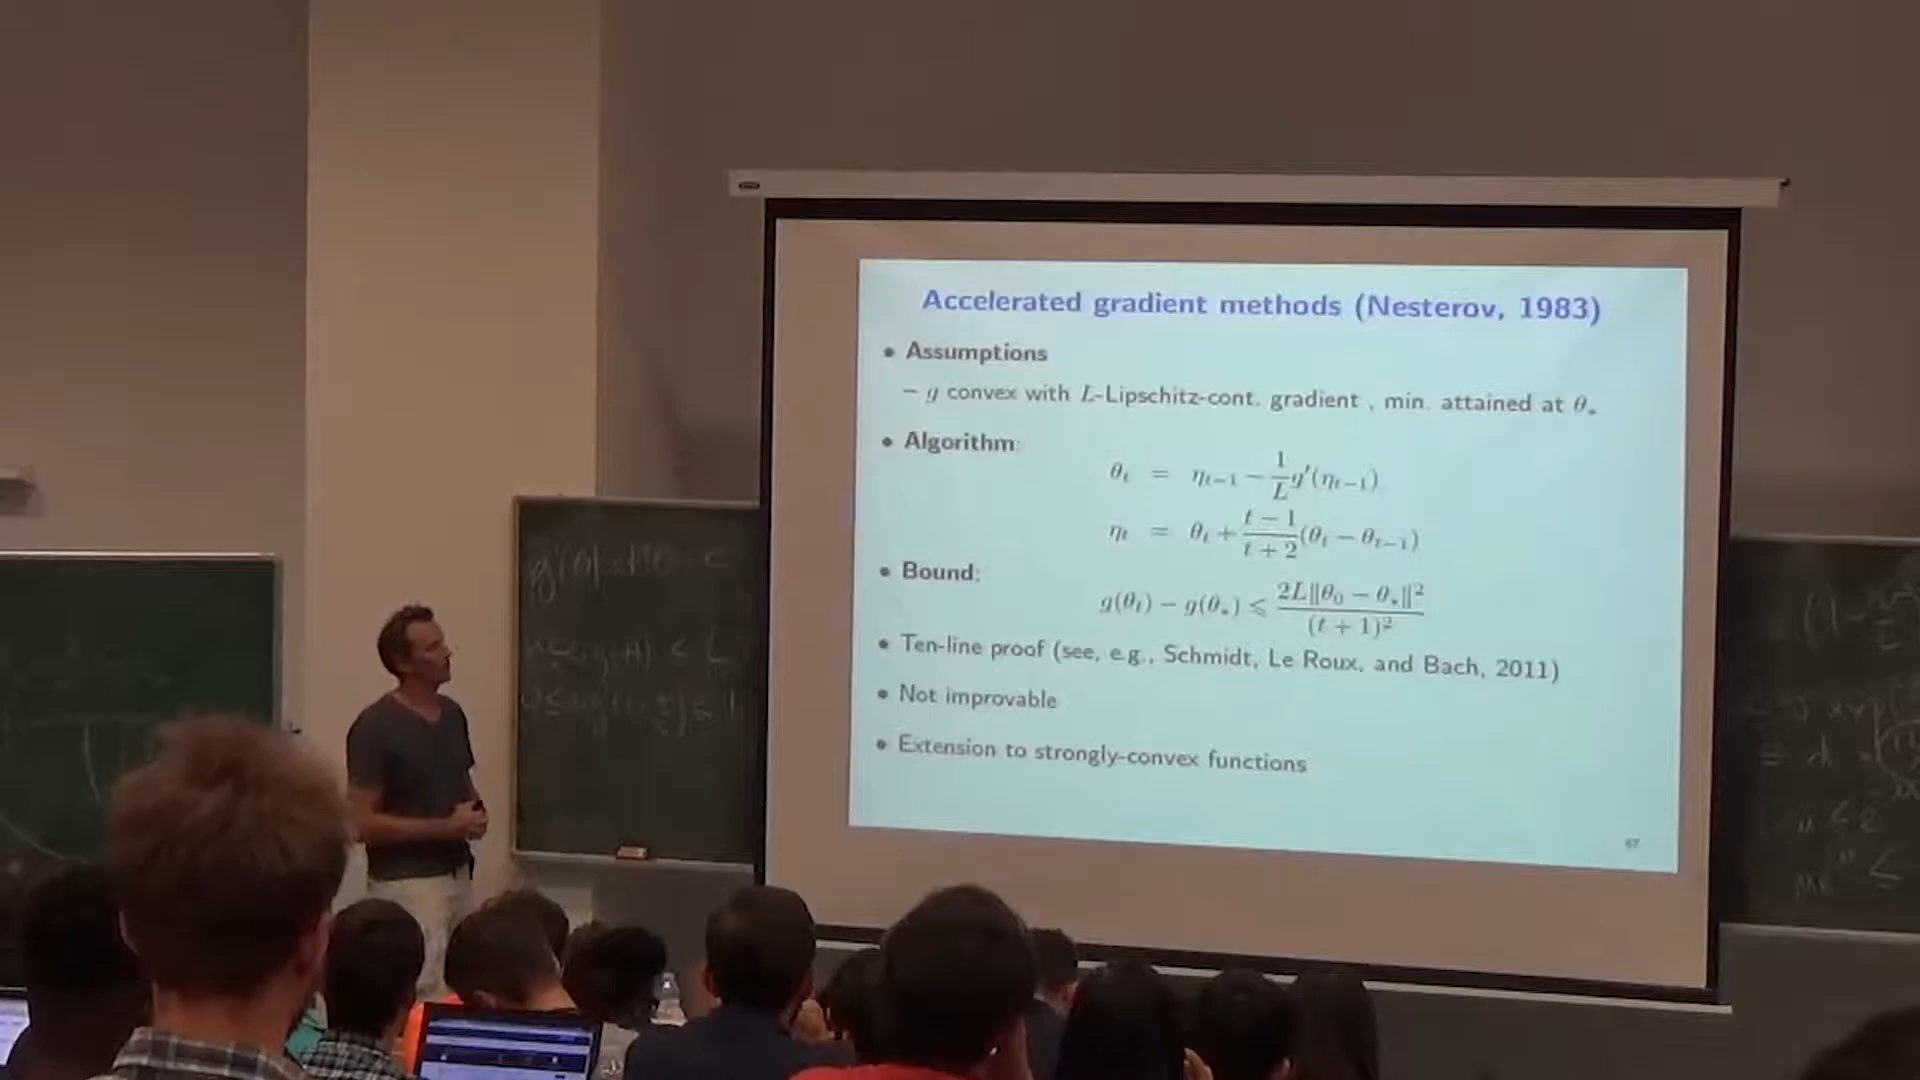 Accelerated gradient methods (Nesterov, 1983)
• Assumptions
– g convex with L-Lipschitz-cont. gradient , min. attained at θ*
• Algorithm:
θt = ηt−1 − 1/L g′(ηt−1)
ηt = θt + t − 1/t + 2 (θt − θt−1)
• Bound:
g(θt) − g(θ*) ⩽ 2L‖θ0 − θ*‖²/(t + 1)²
• Ten-line proof (see, e.g., Schmidt, Le Roux, and Bach, 2011)
• Not improvable
• Extension to strongly-convex functions